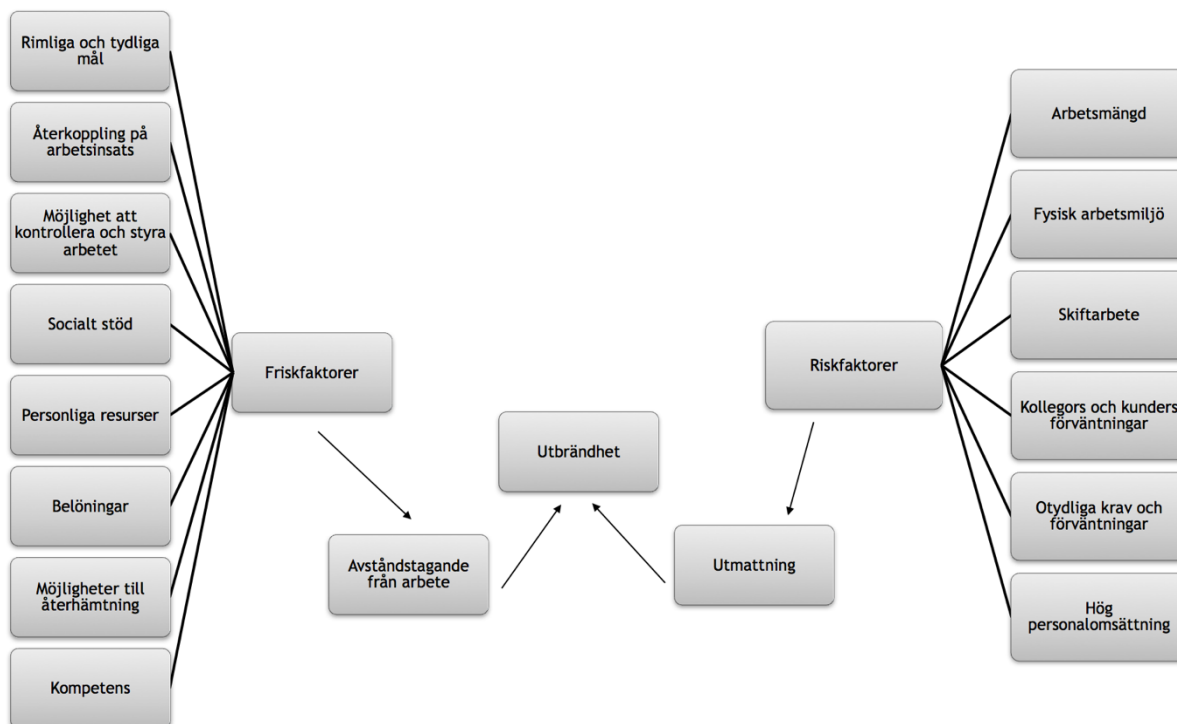 Rimliga och tydliga
mål
Återkoppling på
arbetsinsats
Möjlighet att
kontrollera och styra
arbetet
Socialt stöd
Personliga resurser
Belöningar
Möjligheter till
återhämtning
Kompetens
Friskfaktorer
Avståndstagande
från arbete
Utbrändhet
Utmattning
Riskfaktorer
Arbetsmängd
Fysisk arbetsmiljö
Skiftarbete
Kollegors och kunders
förväntningar
Otydliga krav och
förväntningar
Hög
personalomsättning